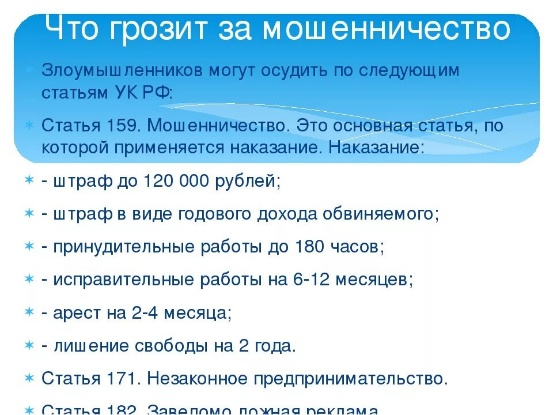 Что грозит за мошенничество
Злоумышленников могут осудить по следующим
статьям УК РФ:
Статья 159. Мошенничество. Это основная статья, по
которой применяется наказание. Наказание:
- штраф до 120 000 рублей;
- штраф в виде годового дохода обвиняемого;
- принудительные работы до 180 часов;
- исправительные работы на 6-12 месяцев;
- арест на 2-4 месяца;
- лишение свободы на 2 года.
Статья 171. Незаконное предпринимательство.
Статья 182. Заведомо ложная реклама.